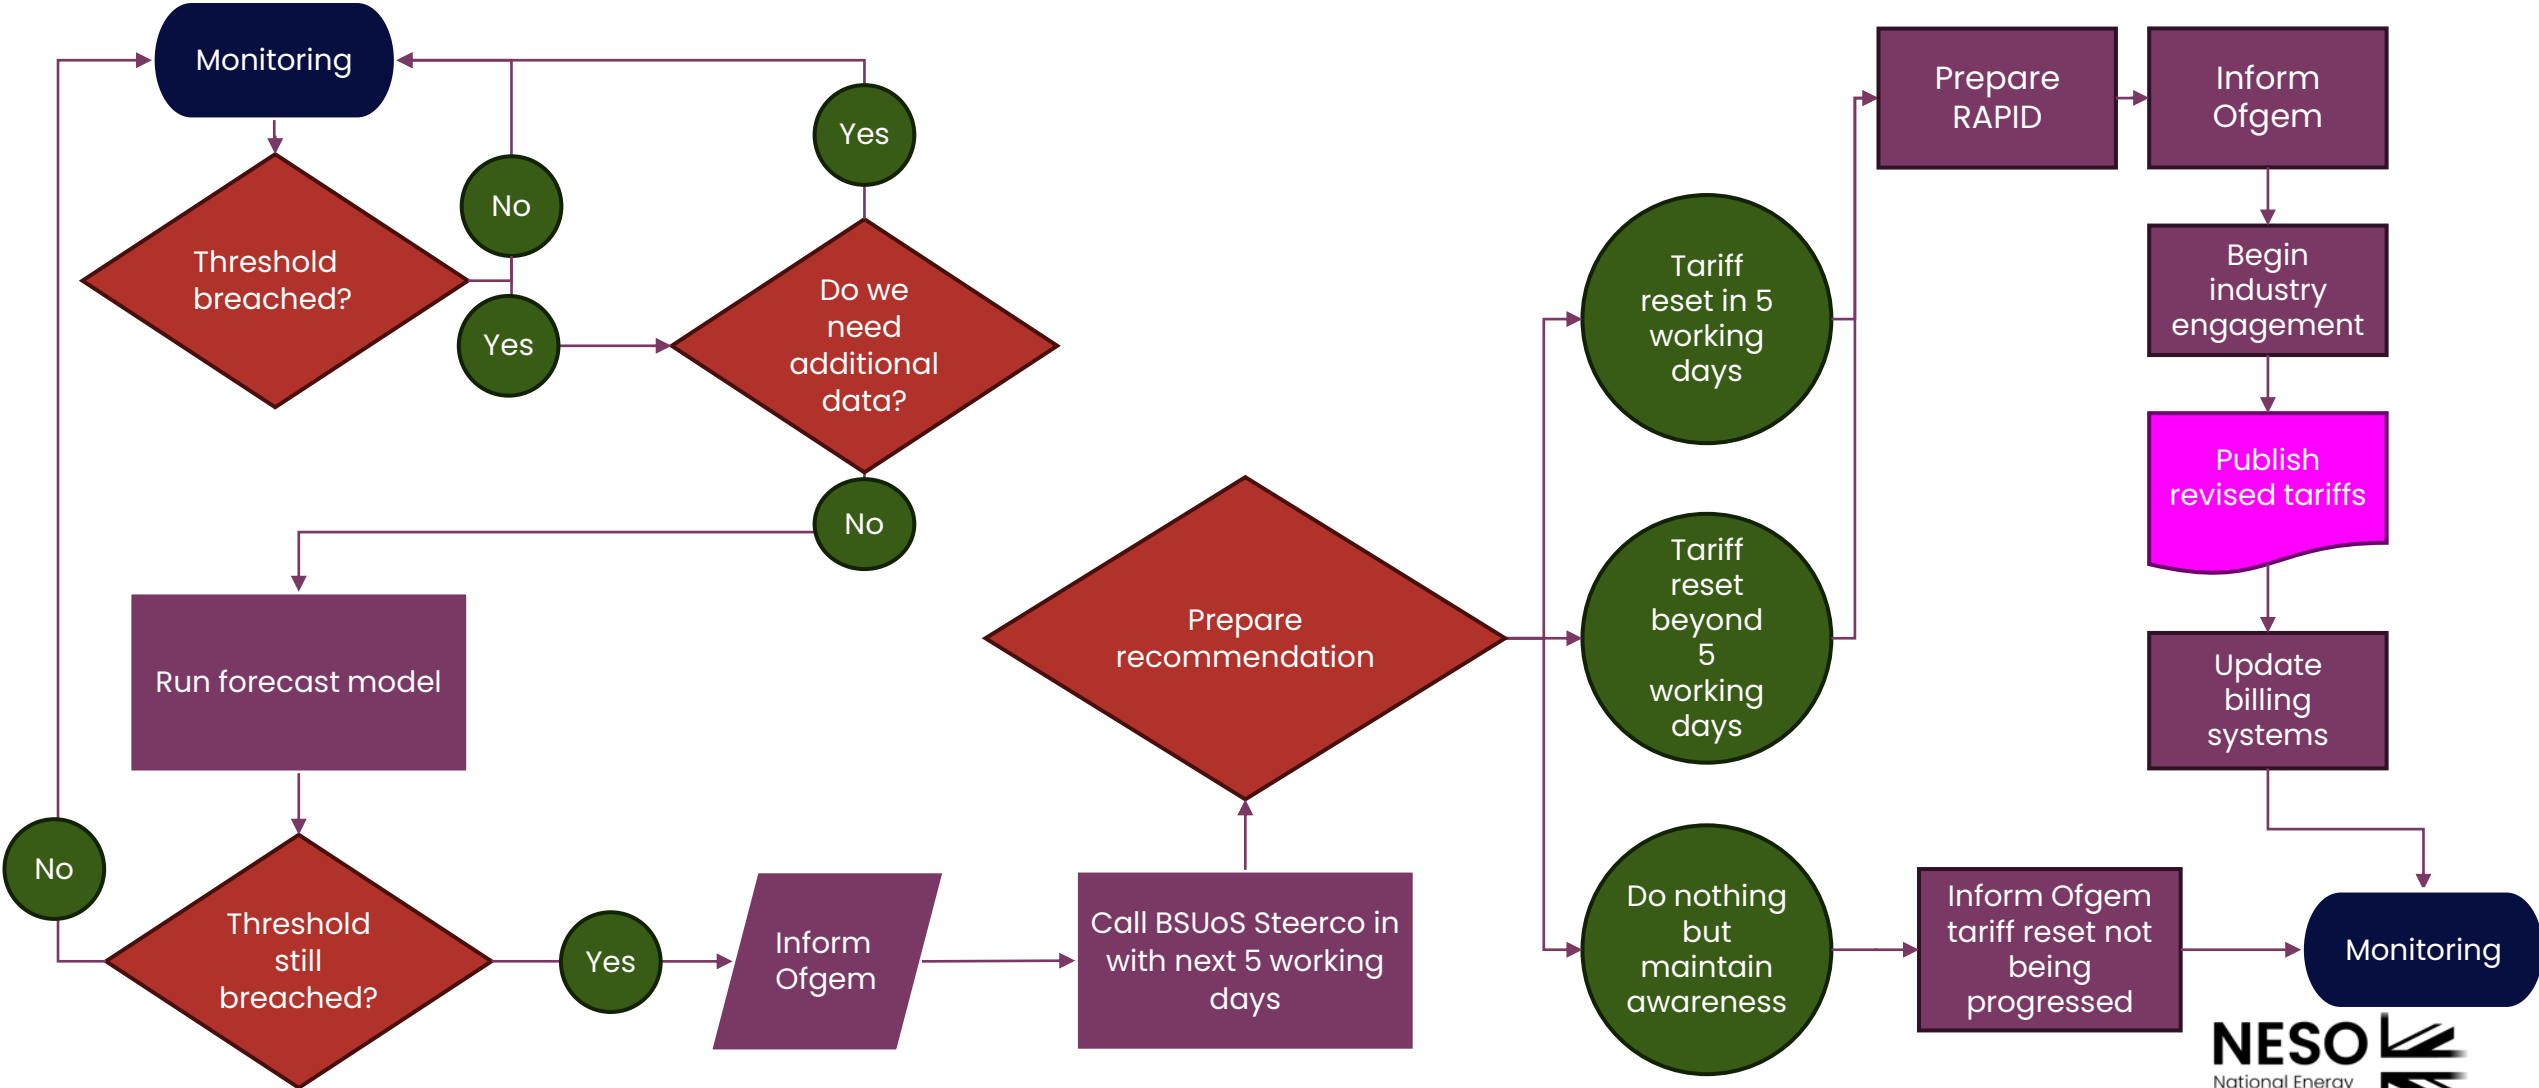 Monitoring
Threshold
breached?
No
Yes
Yes
Do we
need
additional
data?
No
Run forecast model
No
Threshold
still
breached?
Yes
Inform
Ofgem
Call BSUoS Steerco in
with next 5 working
days
Prepare
recommendation
Tariff
reset in 5
working
days
Tariff
reset
beyond
5
working
days
Do nothing
but
maintain
awareness
Prepare
RAPID
Inform
Ofgem
Begin
industry
engagement
Publish
revised tariffs
Update
billing
systems
Inform Ofgem
tariff reset not
being
progressed
Monitoring
NESO
National Energy